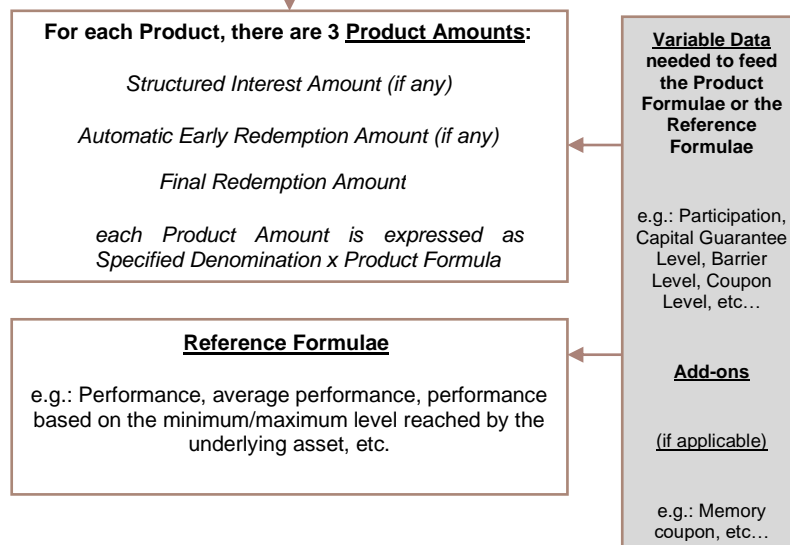 For each Product, there are 3 Product Amounts:
Structured Interest Amount (if any)
Automatic Early Redemption Amount (if any)
Final Redemption Amount
each Product Amount is expressed as
Specified Denomination x Product Formula
Reference Formulae
e.g.: Performance, average performance, performance
based on the minimum/maximum level reached by the
underlying asset, etc.
Variable Data
needed to feed
the Product
Formulae or the
Reference
Formulae
e.g.: Participation,
Capital Guarantee
Level, Barrier
Level, Coupon
Level, etc…
Add-ons
(if applicable)
e.g.: Memory
coupon, etc…